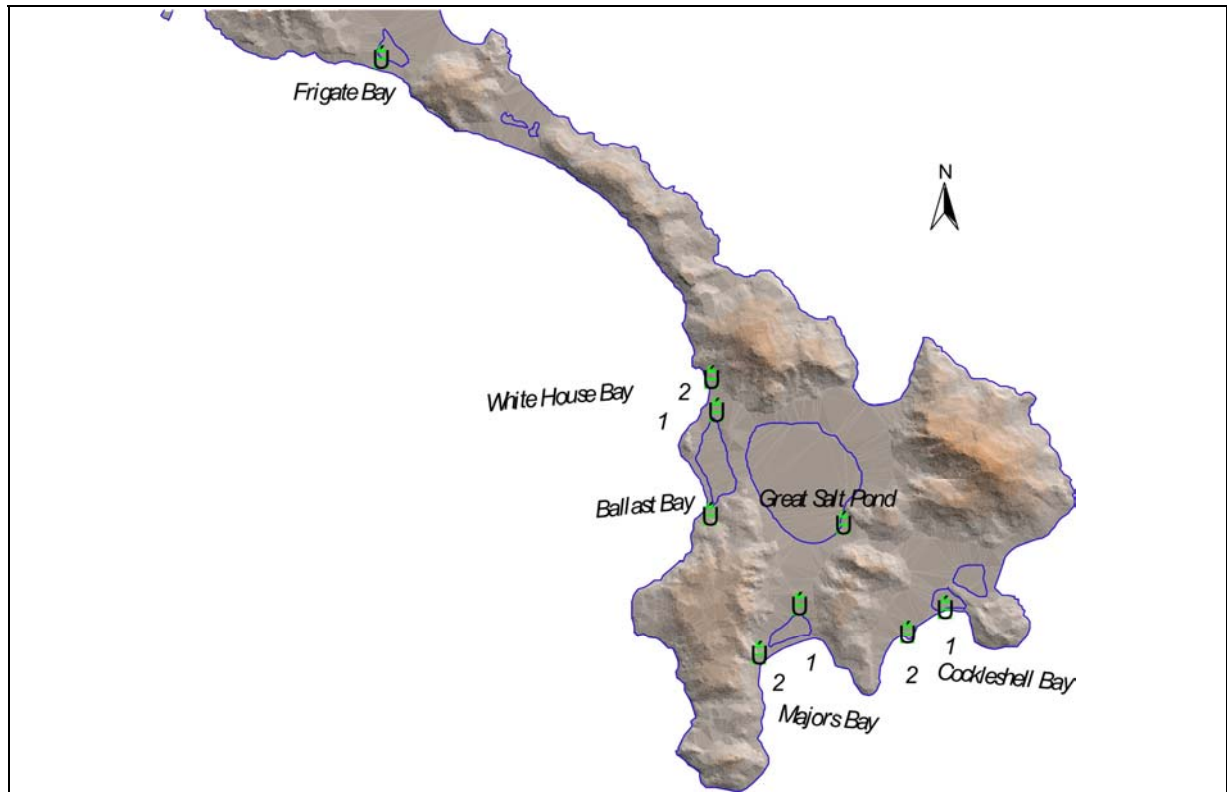 Frigate Bay
N
White House Bay
2
1
Ballast Bay
Great Salt Pond
1
2
Cockleshell Bay
1
2
Majors Bay